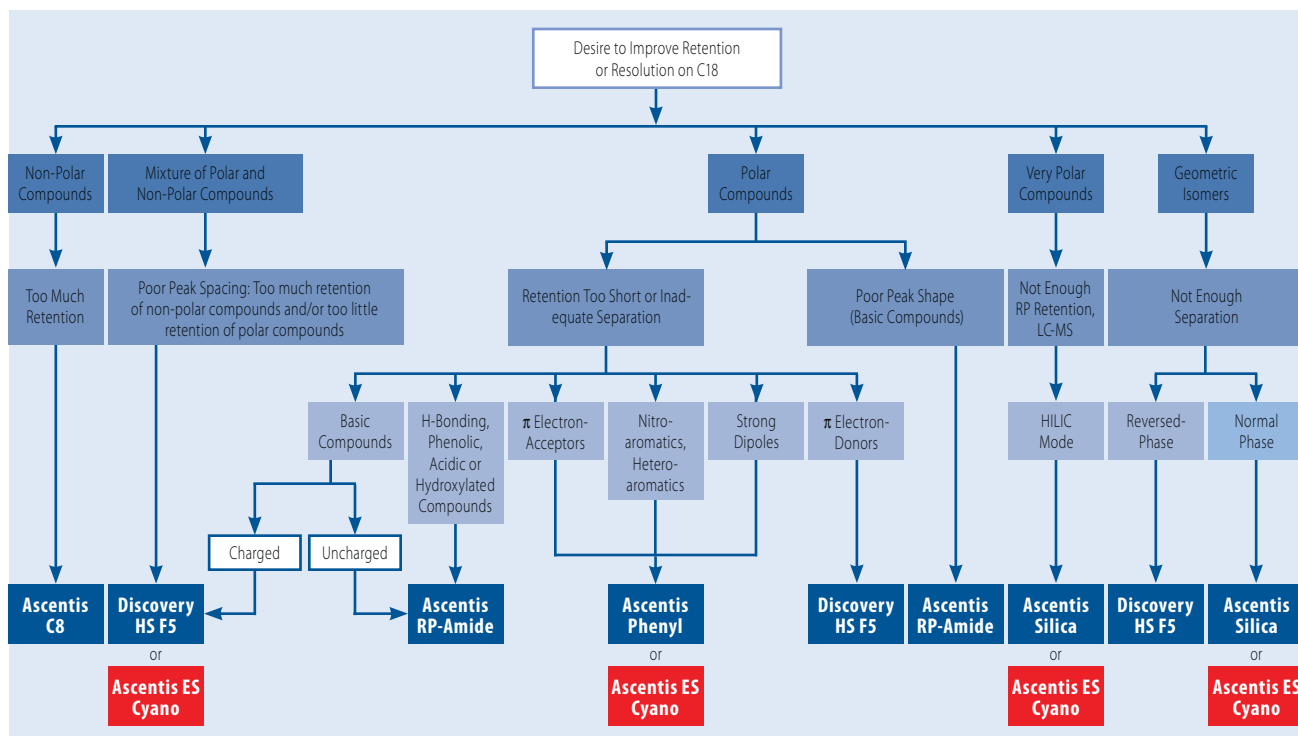 Desire to Improve Retention
or Resolution on C18
Non-Polar
Compounds
Mixture of Polar and
Non-Polar Compounds
Polar
Compounds
Very Polar
Compounds
Geometric
Isomers
Too Much
Retention
Poor Peak Spacing: Too much retention
of non-polar compounds and/or too little
retention of polar compounds
Retention Too Short or Inad-
equate Separation
Poor Peak Shape
(Basic Compounds)
Not Enough
RP Retention,
LC-MS
Not Enough
Separation
Basic
Compounds
H-Bonding,
Phenolic,
Acidic or
Hydroxylated
Compounds
π Electron-
Acceptors
Nitro-
aromatics,
Hetero-
aromatics
Strong
Dipoles
π Electron-
Donors
HILIC
Mode
Reversed-
Phase
Normal
Phase
Charged
Uncharged
Ascentis
C8
Discovery
HS F5
or
Ascentis ES
Cyano
Ascentis
RP-Amide
Ascentis
Phenyl
or
Ascentis ES
Cyano
Discovery
HS F5
Ascentis
RP-Amide
Ascentis
Silica
or
Ascentis ES
Cyano
Discovery
HS F5
Ascentis
Silica
or
Ascentis ES
Cyano